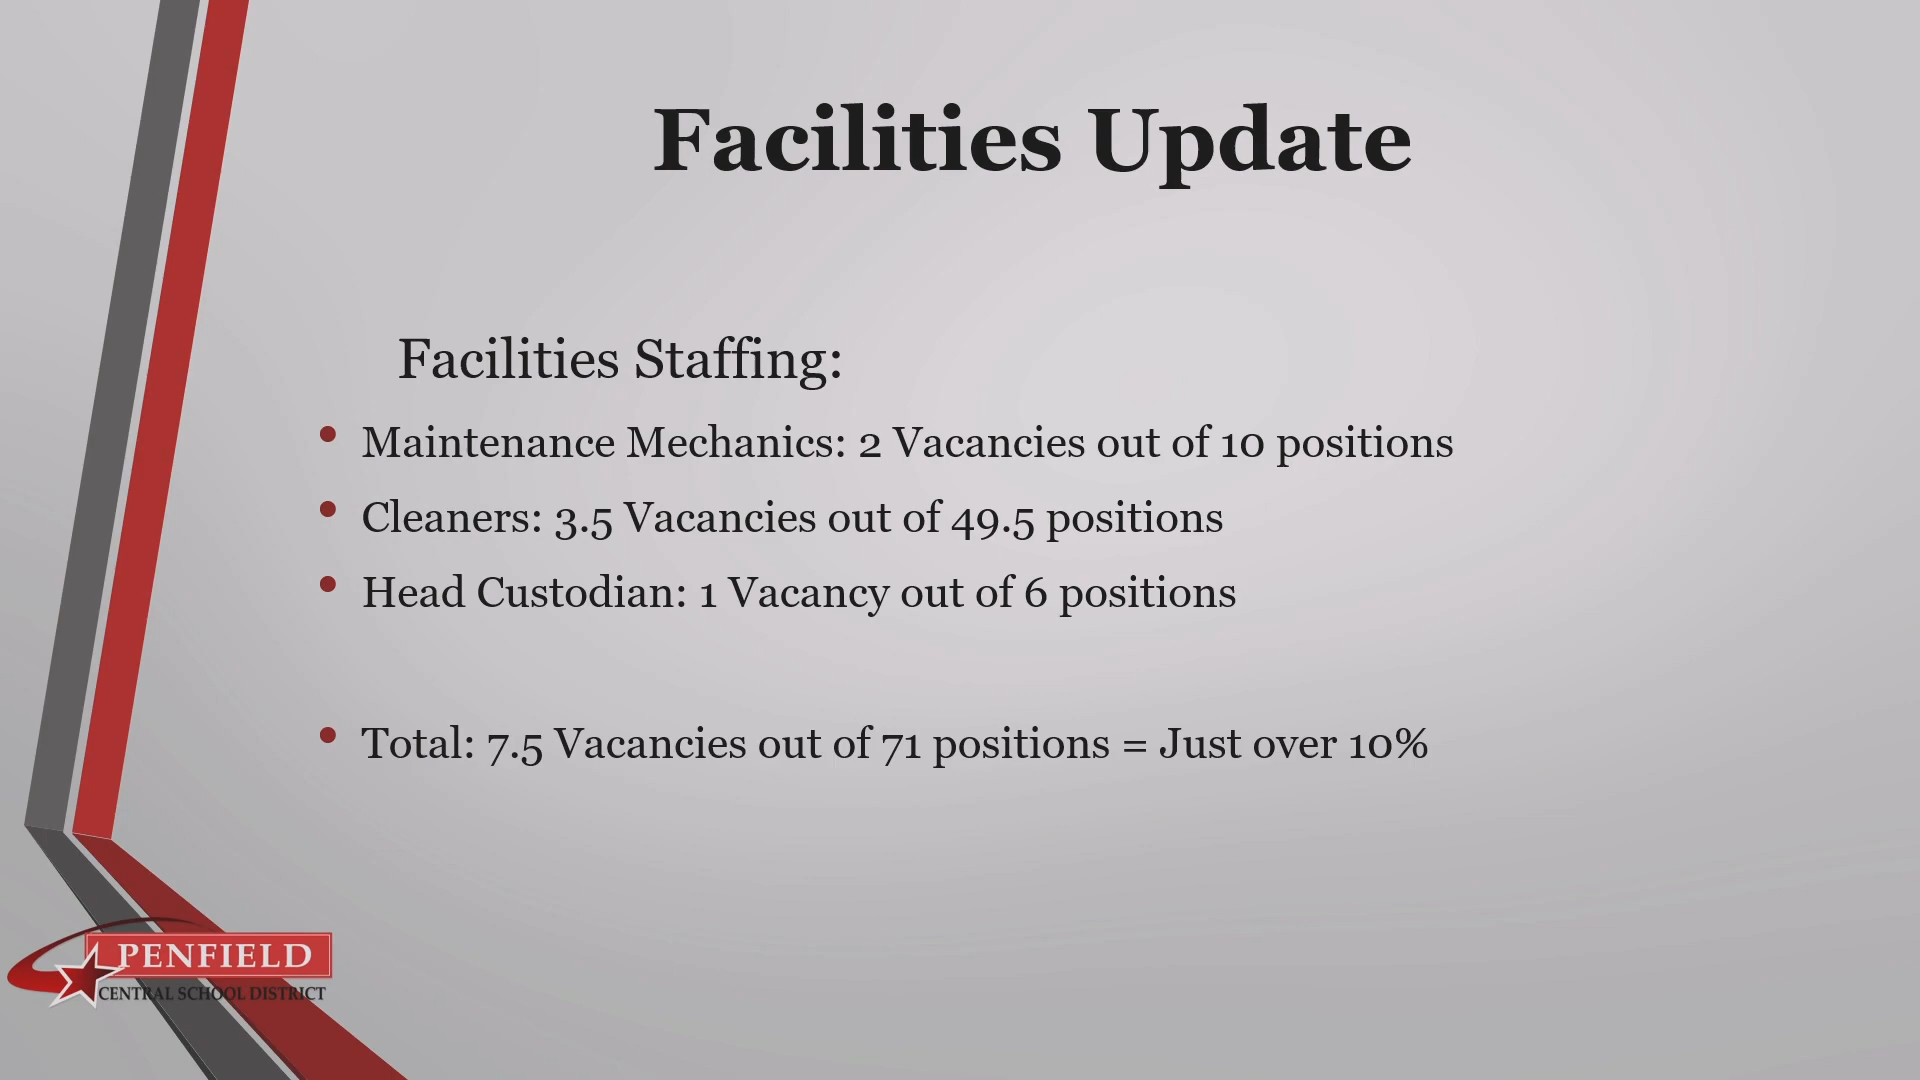 Facilities Update
Facilities Staffing:
• Maintenance Mechanics: 2 Vacancies out of 10 positions
• Cleaners: 3.5 Vacancies out of 49.5 positions
• Head Custodian: 1 Vacancy out of 6 positions
• Total: 7.5 Vacancies out of 71 positions = Just over 10%
PENFIELD
CENTRAL SCHOOL DISTRICT